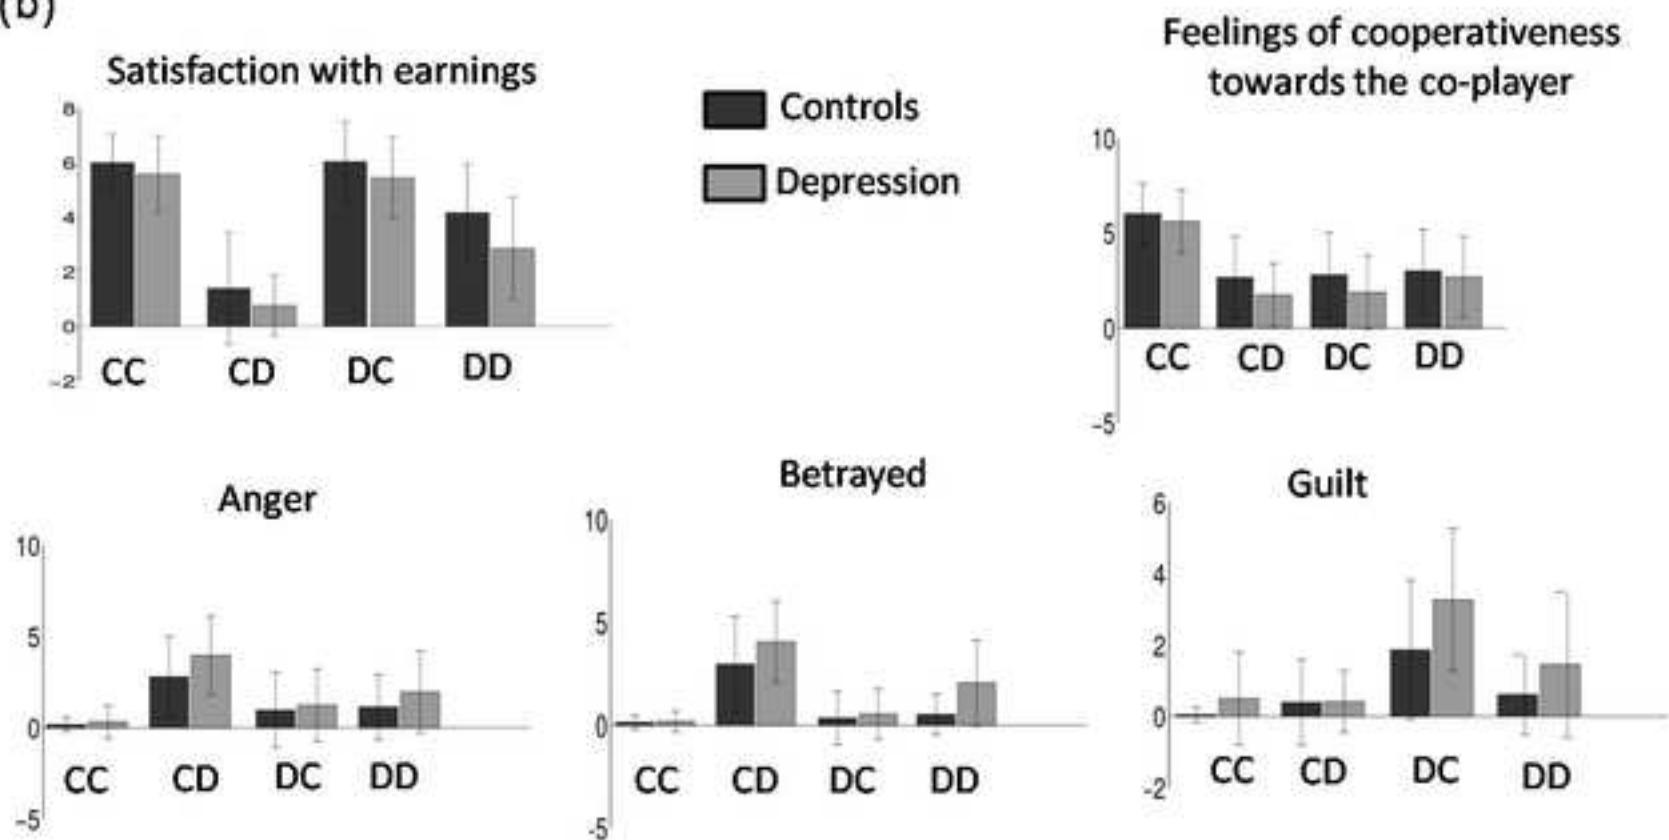 (b)
Satisfaction with earnings
8
6
4
2
0
-2
CC CD DC DD
Controls
Depression
Feelings of cooperativeness
towards the co-player
10
5
0
-5
CC CD DC DD
Anger
10
5
0
-5
CC CD DC DD
Betrayed
10
5
0
-5
CC CD DC DD
Guilt
6
4
2
0
-2
CC CD DC DD